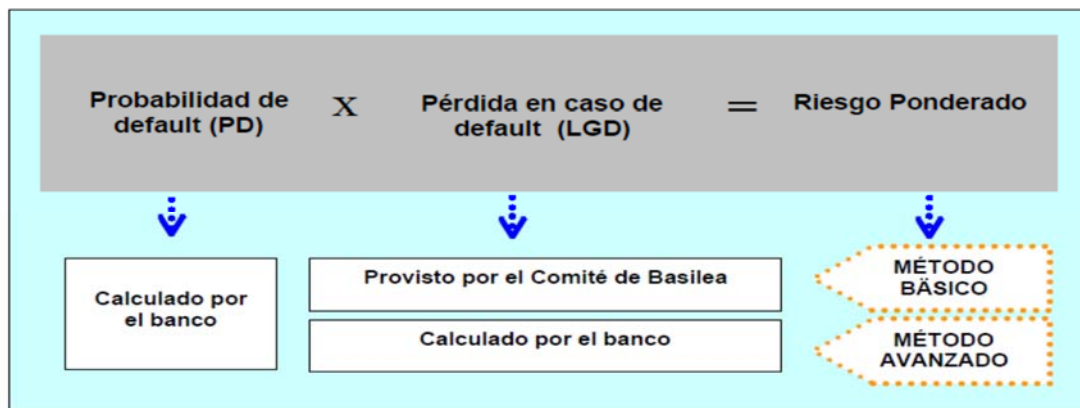 Probabilidad de
default (PD)
X
Pérdida en caso de
default (LGD)
=
Riesgo Ponderado
Calculado por
el banco
Provisto por el Comité de Basilea
Calculado por el banco
MÉTODO
BÄSICO
MÉTODO
AVANZADO